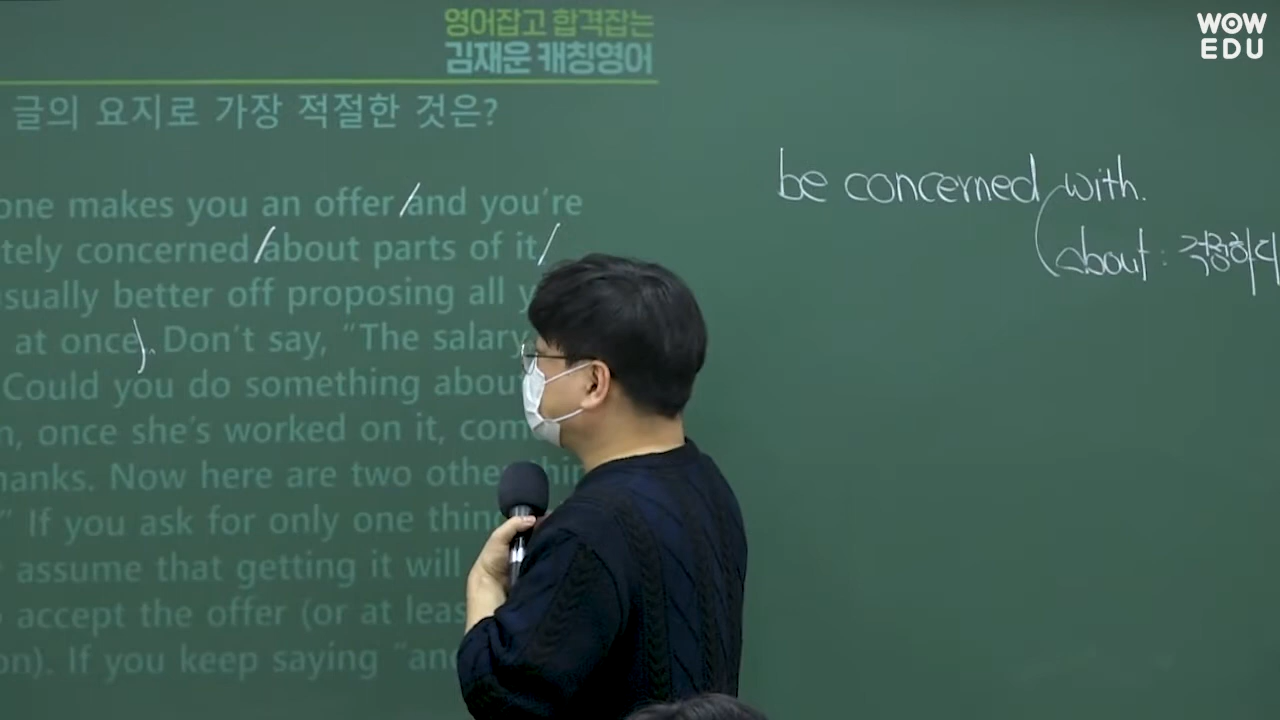 WOW
EDU
영어잡고 합격잡는
김재운 캐칭영어
글의 요지로 가장 적절한 것은?
one makes you an offer / and you're
tely concerned / about parts of it, /
sually better off proposing all y
at once). Don't say, “The salary
Could you do something abou
n, once she's worked on it, com
hanks. Now here are two other thin
” If you ask for only one thing
assume that getting it will
accept the offer (or at leas
on). If you keep saying “and
be concerned with.
about : 걱정하다